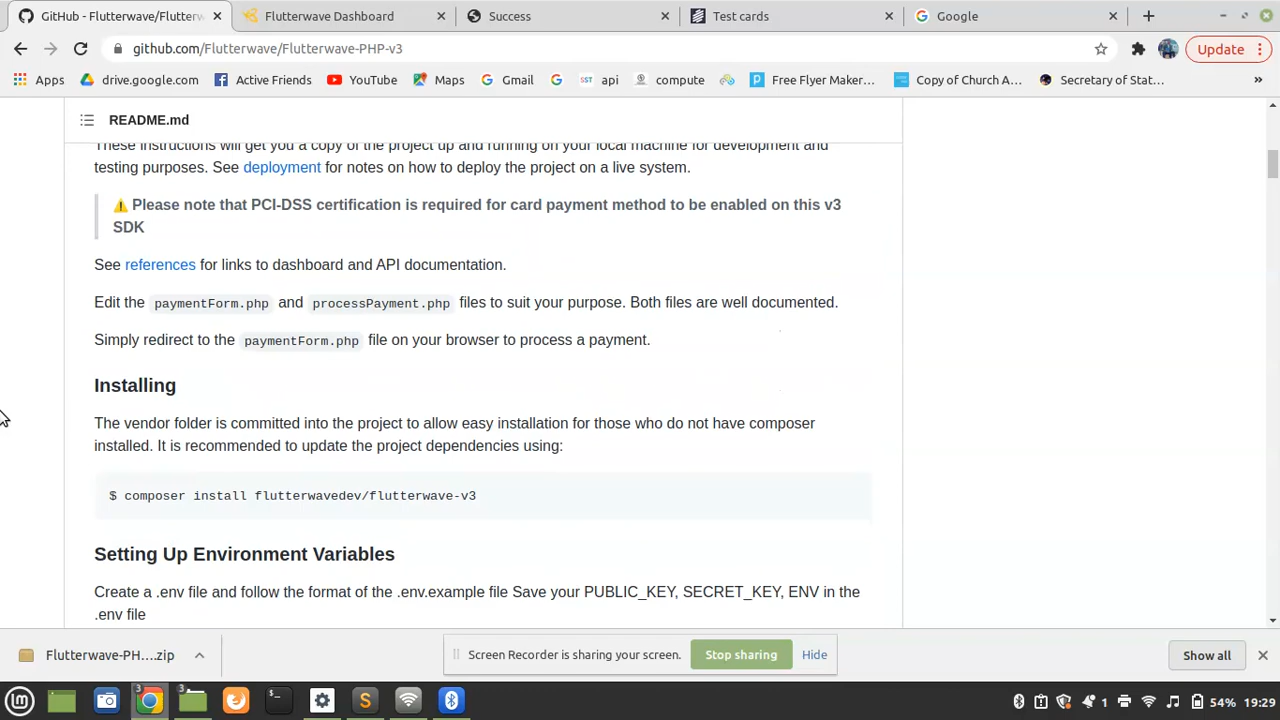 GitHub - Flutterwave/Flutterw
Flutterwave Dashboard
Success
Test cards
Google
github.com/Flutterwave/Flutterwave-PHP-v3
Update
Apps
drive.google.com
Active Friends
YouTube
Maps
Gmail
SST api
compute
Free Flyer Maker...
Copy of Church A...
Secretary of Stat...
»
README.md
These instructions will get you a copy of the project up and running on your local machine for development and
testing purposes. See deployment for notes on how to deploy the project on a live system.
⚠️ Please note that PCI-DSS certification is required for card payment method to be enabled on this v3
SDK
See references for links to dashboard and API documentation.
Edit the paymentForm.php and processPayment.php files to suit your purpose. Both files are well documented.
Simply redirect to the paymentForm.php file on your browser to process a payment.
Installing
The vendor folder is committed into the project to allow easy installation for those who do not have composer
installed. It is recommended to update the project dependencies using:
$ composer install flutterwavedev/flutterwave-v3
Setting Up Environment Variables
Create a .env file and follow the format of the .env.example file Save your PUBLIC_KEY, SECRET_KEY, ENV in the
.env file
Flutterwave-PH....zip
Screen Recorder is sharing your screen.
Stop sharing
Hide
Show all
3
3
1
54%
19:29